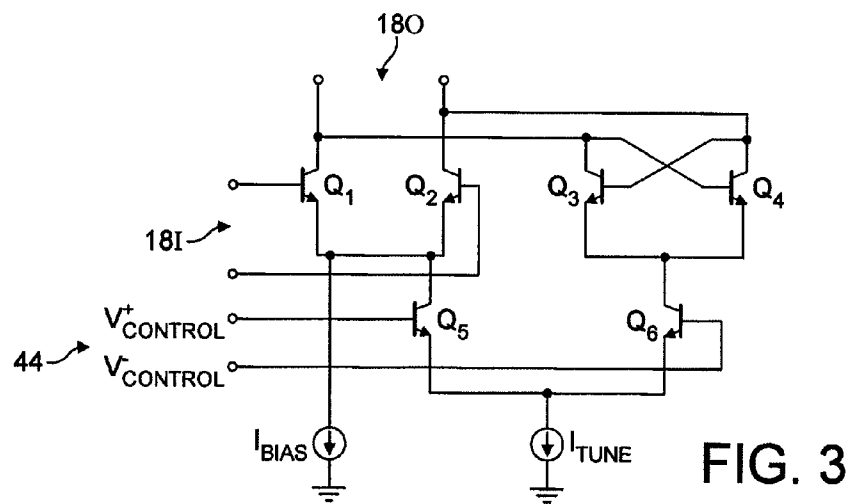 18O
Q1 Q2 Q3 Q4
18I
V+CONTROL Q5 Q6
44 V-CONTROL
IBIAS ITUNE
FIG. 3